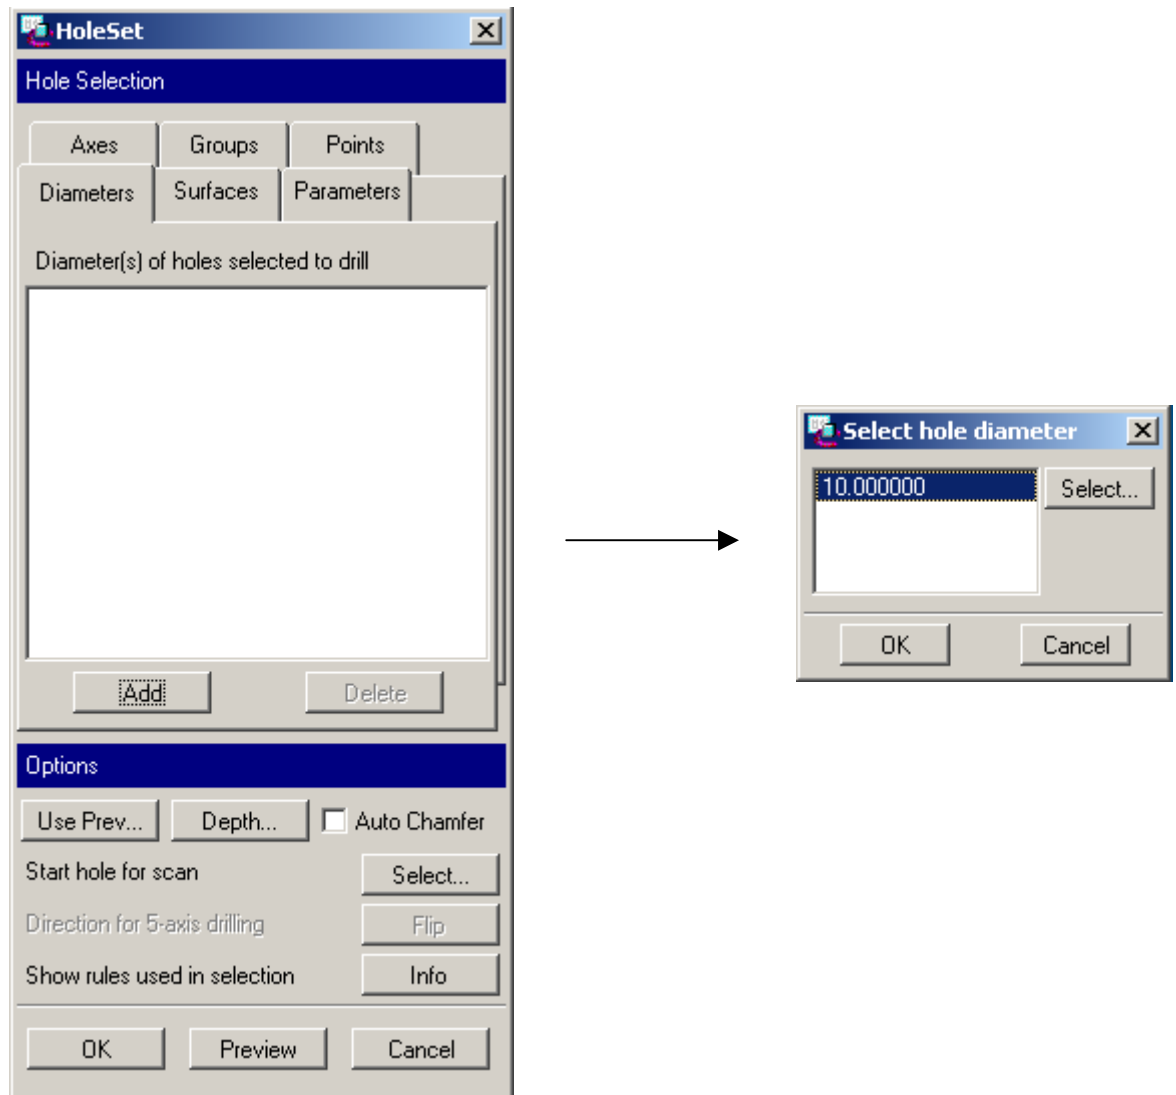 HoleSet
Hole Selection
Axes Groups Points
Diameters Surfaces Parameters
Diameter(s) of holes selected to drill
Add Delete
Options
Use Prev... Depth... Auto Chamfer
Start hole for scan Select...
Direction for 5-axis drilling Flip
Show rules used in selection Info
OK Preview Cancel
Select hole diameter
10.000000 Select...
OK Cancel